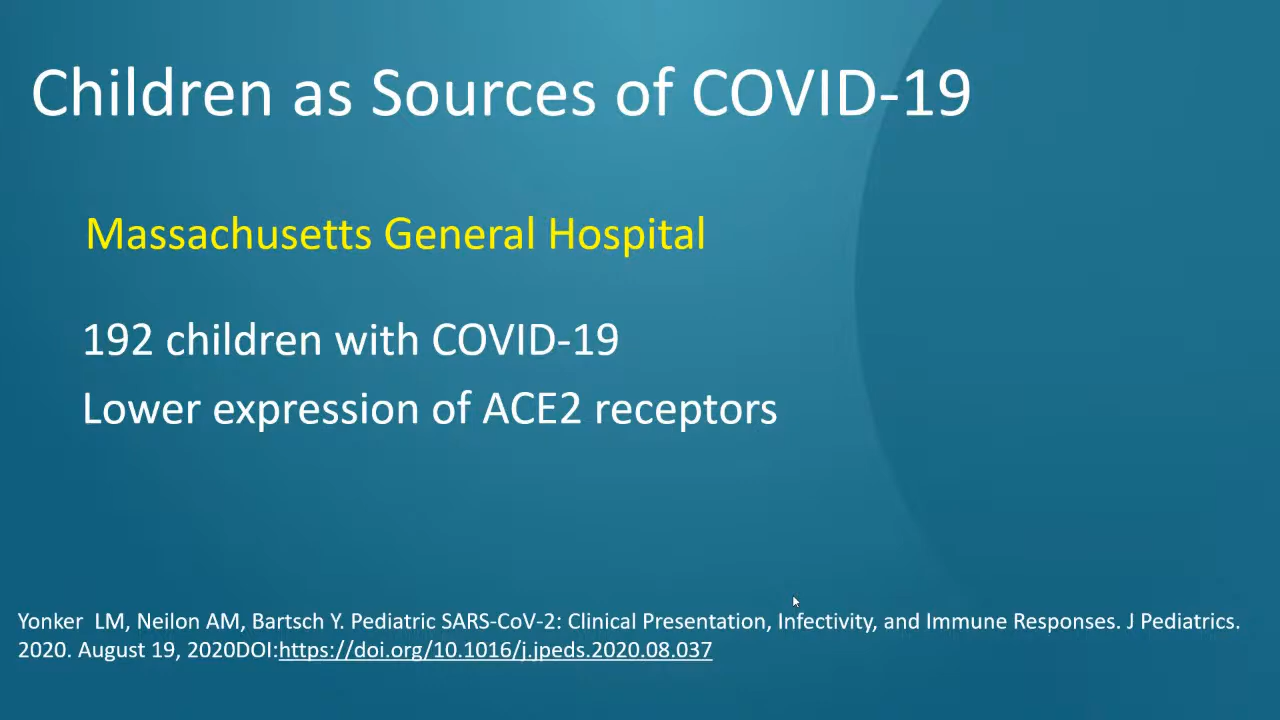 Children as Sources of COVID-19
Massachusetts General Hospital
192 children with COVID-19
Lower expression of ACE2 receptors
Yonker  LM, Neilon AM, Bartsch Y. Pediatric SARS-CoV-2: Clinical Presentation, Infectivity, and Immune Responses. J Pediatrics.
2020. August 19, 2020DOI:https://doi.org/10.1016/j.jpeds.2020.08.037